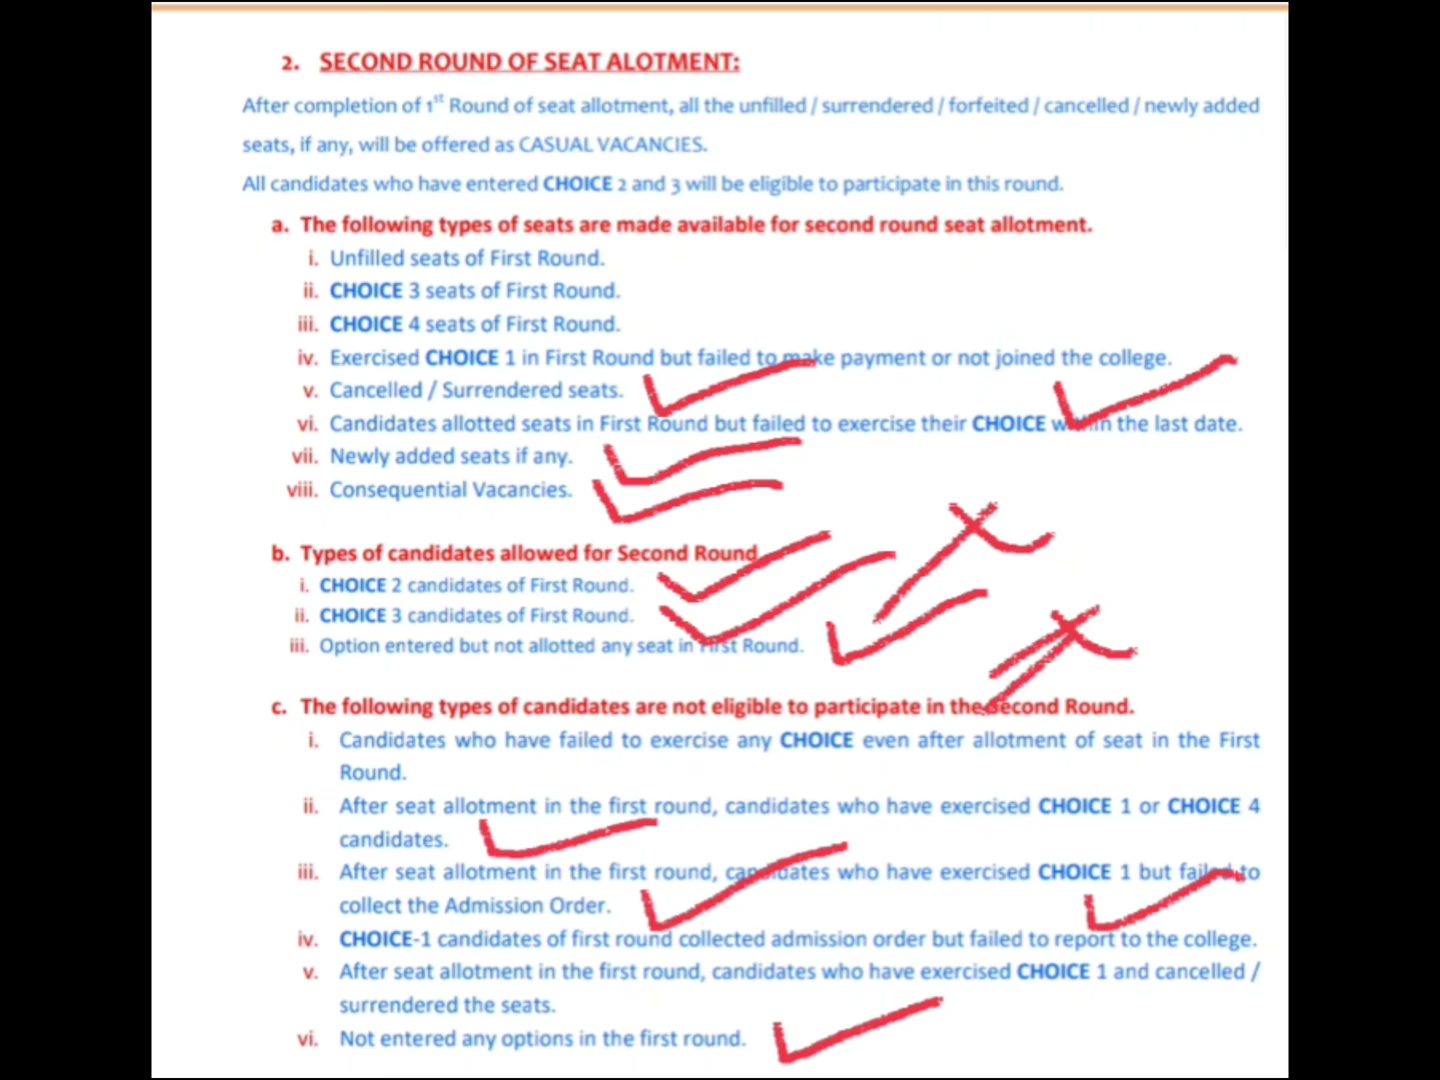 2. SECOND ROUND OF SEAT ALOTMENT:
After completion of 1st Round of seat allotment, all the unfilled / surrendered / forfeited / cancelled / newly added
seats, if any, will be offered as CASUAL VACANCIES.
All candidates who have entered CHOICE 2 and 3 will be eligible to participate in this round.
a. The following types of seats are made available for second round seat allotment.
i. Unfilled seats of First Round.
ii. CHOICE 3 seats of First Round.
iii. CHOICE 4 seats of First Round.
iv. Exercised CHOICE 1 in First Round but failed to make payment or not joined the college.
v. Cancelled / Surrendered seats.
vi. Candidates allotted seats in First Round but failed to exercise their CHOICE within the last date.
vii. Newly added seats if any.
viii. Consequential Vacancies.
b. Types of candidates allowed for Second Round
i. CHOICE 2 candidates of First Round.
ii. CHOICE 3 candidates of First Round.
iii. Option entered but not allotted any seat in First Round.
c. The following types of candidates are not eligible to participate in the Second Round.
i. Candidates who have failed to exercise any CHOICE even after allotment of seat in the First
Round.
ii. After seat allotment in the first round, candidates who have exercised CHOICE 1 or CHOICE 4
candidates.
iii. After seat allotment in the first round, candidates who have exercised CHOICE 1 but failed to
collect the Admission Order.
iv. CHOICE-1 candidates of first round collected admission order but failed to report to the college.
v. After seat allotment in the first round, candidates who have exercised CHOICE 1 and cancelled /
surrendered the seats.
vi. Not entered any options in the first round.